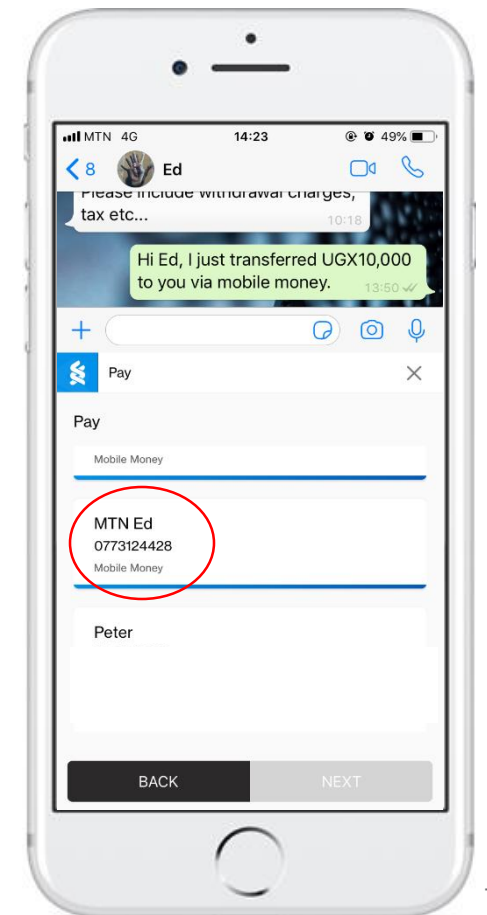 MTN 4G 14:23 49%
8 Ed
Please include withdrawal charges,
tax etc... 10:18
Hi Ed, I just transferred UGX10,000
to you via mobile money. 13:50
Pay
Pay
Mobile Money
MTN Ed
0773124428
Mobile Money
Peter
BACK NEXT